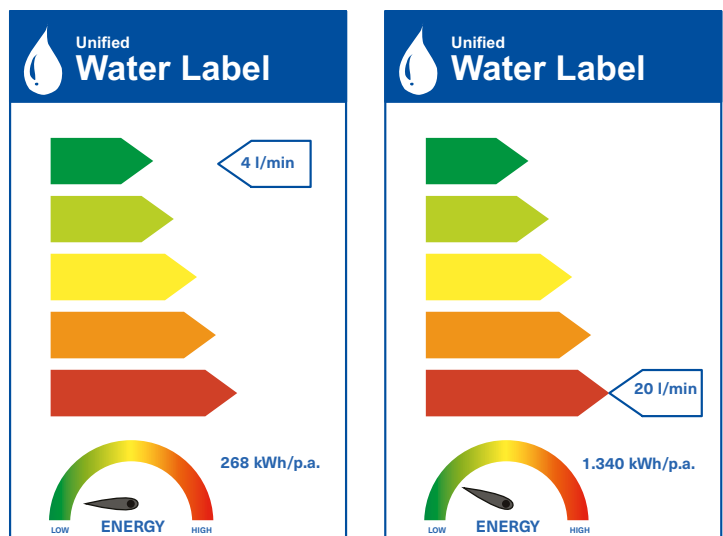 Unified
Water Label
4 l/min
268 kWh/p.a.
LOW
ENERGY
HIGH
Unified
Water Label
20 l/min
1.340 kWh/p.a.
LOW
ENERGY
HIGH